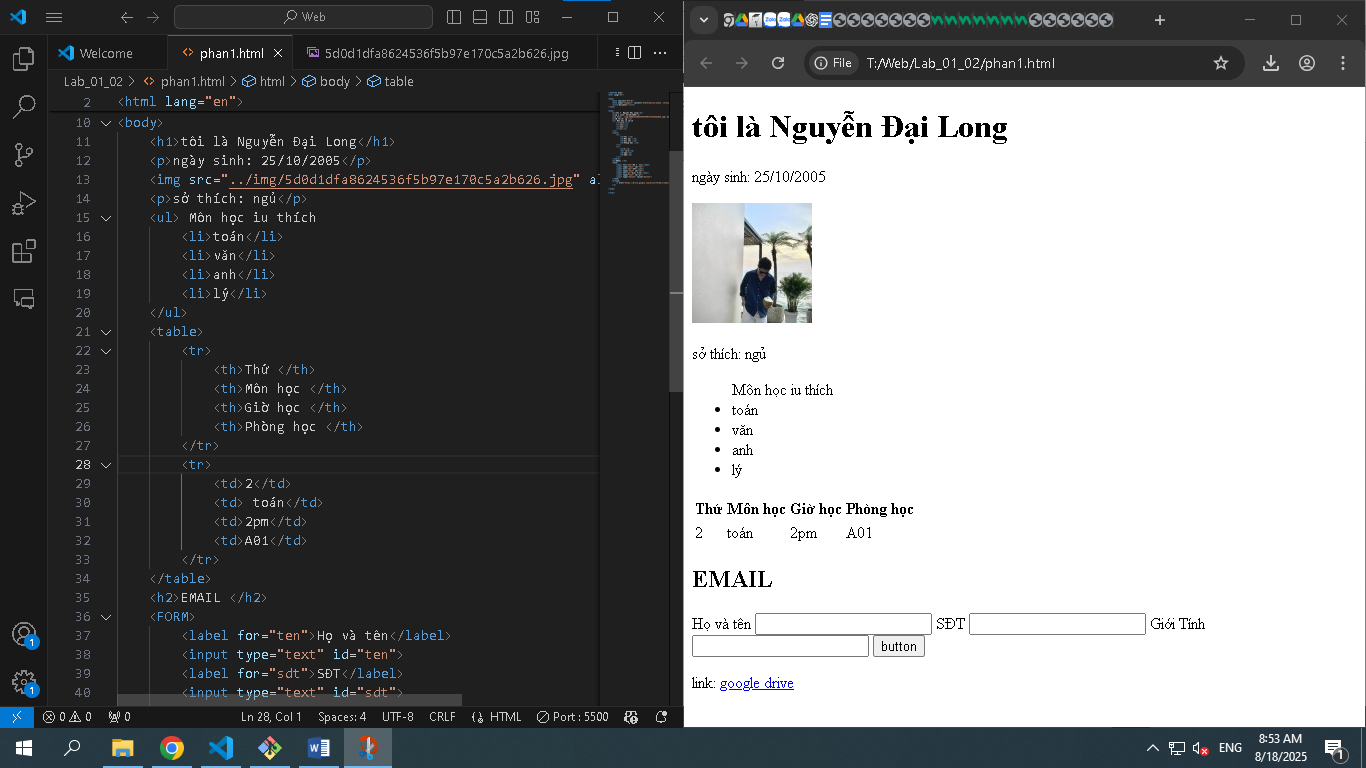 Web
Welcome
phan1.html
5d0d1dfa8624536f5b97e170c5a2b626.jpg
Lab_01_02 > phan1.html > html > body > table
2 <html lang="en">
10 <body>
11 <h1>tôi là Nguyễn Đại Long</h1>
12 <p>ngày sinh: 25/10/2005</p>
13 <img src="../img/5d0d1dfa8624536f5b97e170c5a2b626.jpg" al
14 <p>sở thích: ngủ</p>
15 <ul> Môn học iu thích
16 <li>toán</li>
17 <li>văn</li>
18 <li>anh</li>
19 <li>lý</li>
20 </ul>
21 <table>
22 <tr>
23 <th>Thứ </th>
24 <th>Môn học </th>
25 <th>Giờ học </th>
26 <th>Phòng học </th>
27 </tr>
28 <tr>
29 <td>2</td>
30 <td> toán</td>
31 <td>2pm</td>
32 <td>A01</td>
33 </tr>
34 </table>
35 <h2>EMAIL </h2>
36 <FORM>
37 <label for="ten">Họ và tên</label>
38 <input type="text" id="ten">
39 <label for="sdt">SĐT</label>
40 <input type="text" id="sdt">
1
1
0 0 0 Ln 28, Col 1 Spaces: 4 UTF-8 CRLF HTML Port : 5500
File T:/Web/Lab_01_02/phan1.html
tôi là Nguyễn Đại Long
ngày sinh: 25/10/2005
sở thích: ngủ
Môn học iu thích
toán
văn
anh
lý
Thứ Môn học Giờ học Phòng học
2 toán 2pm A01
EMAIL
Họ và tên SĐT Giới Tính
button
link: google drive
ENG
8:53 AM
8/18/2025
1